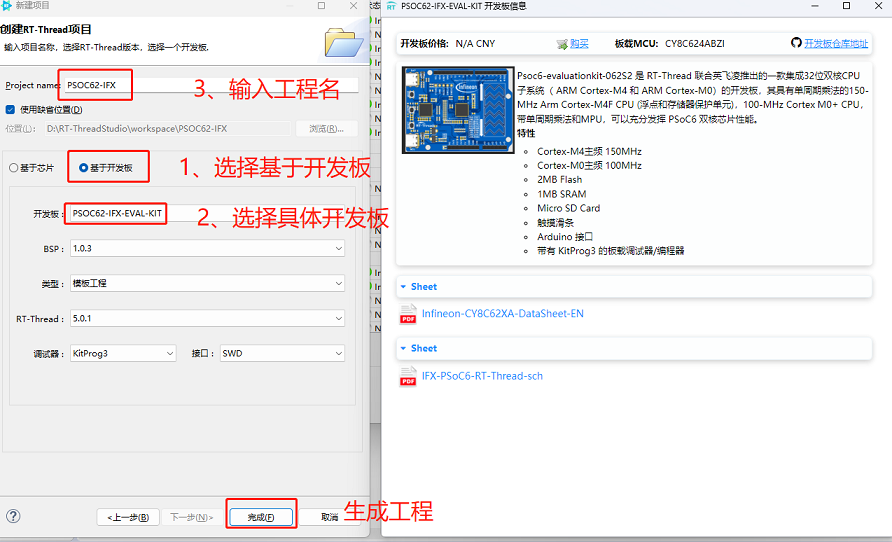 新建项目
创建RT-Thread项目
输入项目名称，选择RT-Thread版本，选择一个开发板.
Project name: PSOC62-IFX
3、输入工程名
使用缺省位置(D)
位置(L)： D:\RT-ThreadStudio\workspace\PSOC62-IFX 浏览(R)...
基于芯片 基于开发板
1、选择基于开发板
开发板： PSOC62-IFX-EVAL-KIT
2、选择具体开发板
BSP： 1.0.3
类型： 模板工程
RT-Thread： 5.0.1
调试器： KitProg3 接口： SWD
<上一步(B) 下一步(N)> 完成(F) 取消
生成工程
PSOC62-IFX-EVAL-KIT 开发板信息
开发板价格: N/A CNY 购买 板载MCU: CY8C624ABZI 开发板仓库地址
Psoc6-evaluationkit-062S2 是 RT-Thread 联合英飞凌推出的一款集成32位双核CPU
子系统（ ARM Cortex-M4 和 ARM Cortex-M0）的开发板，其具有单周期乘法的150-
MHz Arm Cortex-M4F CPU (浮点和存储器保护单元)，100-MHz Cortex M0+ CPU，
带单周期乘法和MPU，可以充分发挥 PSoC6 双核芯片性能。
特性
Cortex-M4主频 150MHz
Cortex-M0主频 100MHz
2MB Flash
1MB SRAM
Micro SD Card
触摸滑条
Arduino 接口
带有 KitProg3 的板载调试器/编程器
Sheet
Infineon-CY8C62XA-DataSheet-EN
Sheet
IFX-PSoC6-RT-Thread-sch